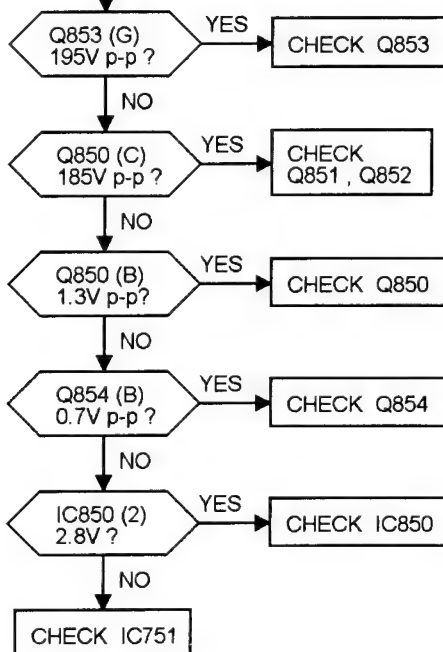 Q853 (G)
195V p-p ?
YES
CHECK Q853
NO
Q850 (C)
185V p-p ?
YES
CHECK
Q851 , Q852
NO
Q850 (B)
1.3V p-p?
YES
CHECK Q850
NO
Q854 (B)
0.7V p-p ?
YES
CHECK Q854
NO
IC850 (2)
2.8V ?
YES
CHECK IC850
NO
CHECK IC751